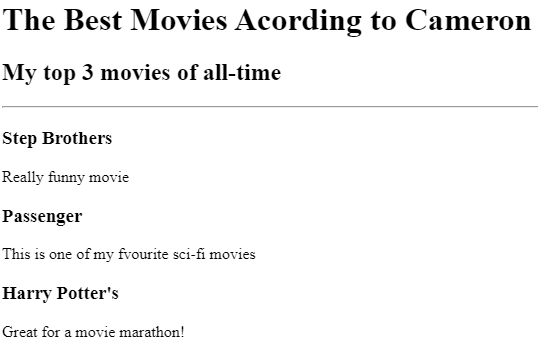 The Best Movies Acording to Cameron
My top 3 movies of all-time
Step Brothers
Really funny movie
Passenger
This is one of my fvourite sci-fi movies
Harry Potter's
Great for a movie marathon!